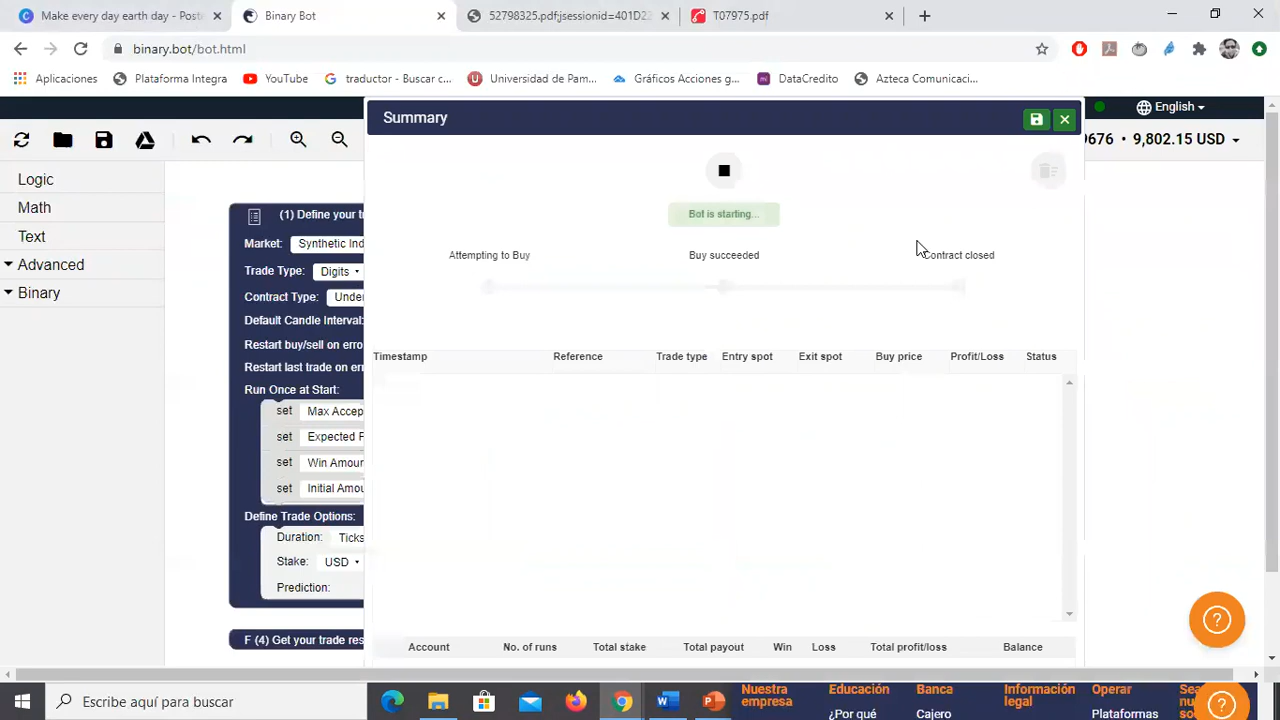 Make every day earth day - Poste
Binary Bot
52798325.pdf;jsessionid=401D22
T07975.pdf
binary.bot/bot.html
Aplicaciones
Plataforma Integra
YouTube
traductor - Buscar c...
Universidad de Pam...
Gráficos Acciones g...
DataCredito
Azteca Comunicaci...
Summary
English
9676 • 9,802.15 USD
Logic
Math
Text
Advanced
Binary
(1) Define your tr
Market: Synthetic Ind
Trade Type: Digits
Contract Type: Under
Default Candle Interval:
Restart buy/sell on erro
Restart last trade on err
Run Once at Start:
set Max Accep
set Expected P
set Win Amoun
set Initial Amou
Define Trade Options:
Duration: Ticks
Stake: USD
Prediction:
F (4) Get your trade res
Bot is starting...
Attempting to Buy
Buy succeeded
Contract closed
Timestamp Reference Trade type Entry spot Exit spot Buy price Profit/Loss Status
Account No. of runs Total stake Total payout Win Loss Total profit/loss Balance
Escribe aquí para buscar
Nuestra
empresa
Educación
¿Por qué
Banca
Cajero
Información
legal
Operar
Plataformas